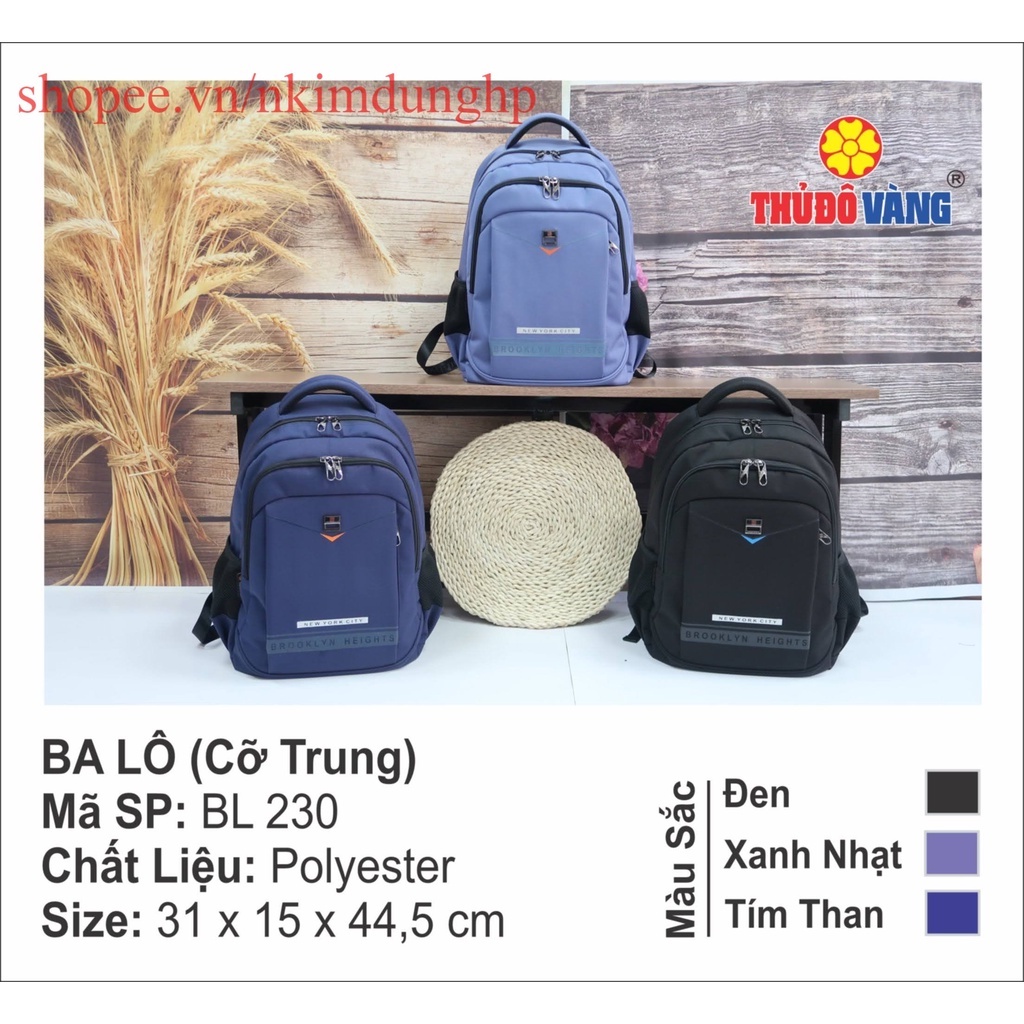 shopee.vn/nkimdunghp
THỦĐÔ VÀNG ®
NEW YORK CITY
BROOKLYN HEIGHTS
NEW YORK CITY
BROOKLYN HEIGHTS
NEW YORK CITY
BROOKLYN HEIGHTS
BA LÔ (Cỡ Trung)
Mã SP: BL 230
Chất Liệu: Polyester
Size: 31 x 15 x 44,5 cm
Màu Sắc
Đen
Xanh Nhạt
Tím Than